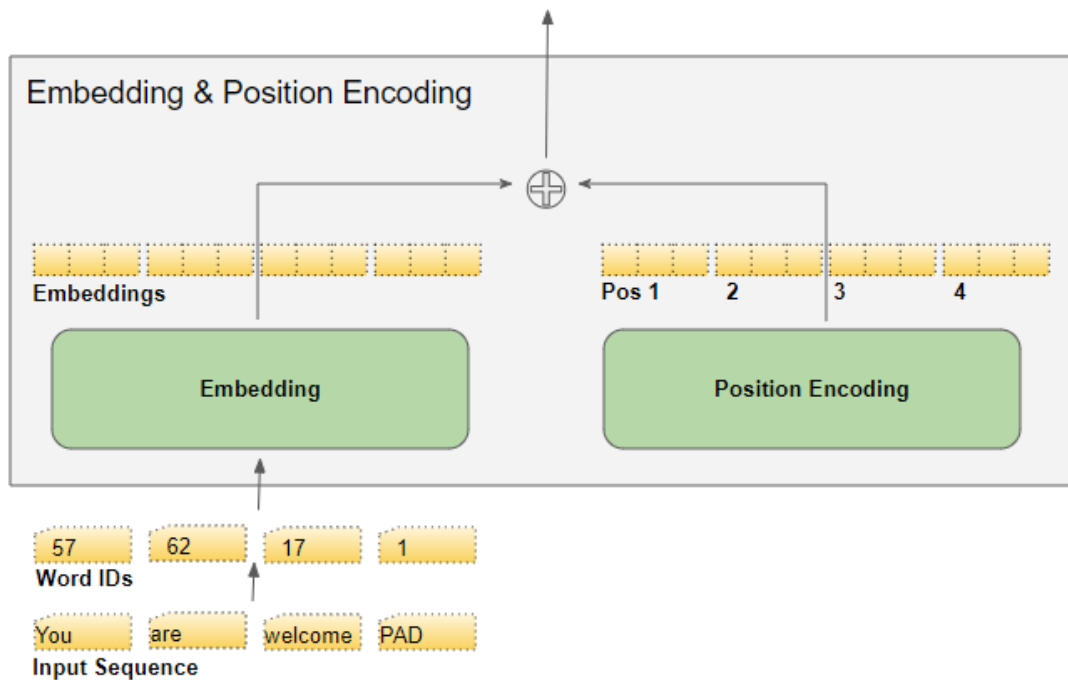 Embedding & Position Encoding
Embeddings
Pos 1 2 3 4
Embedding
Position Encoding
57 62 17 1
Word IDs
You are welcome PAD
Input Sequence